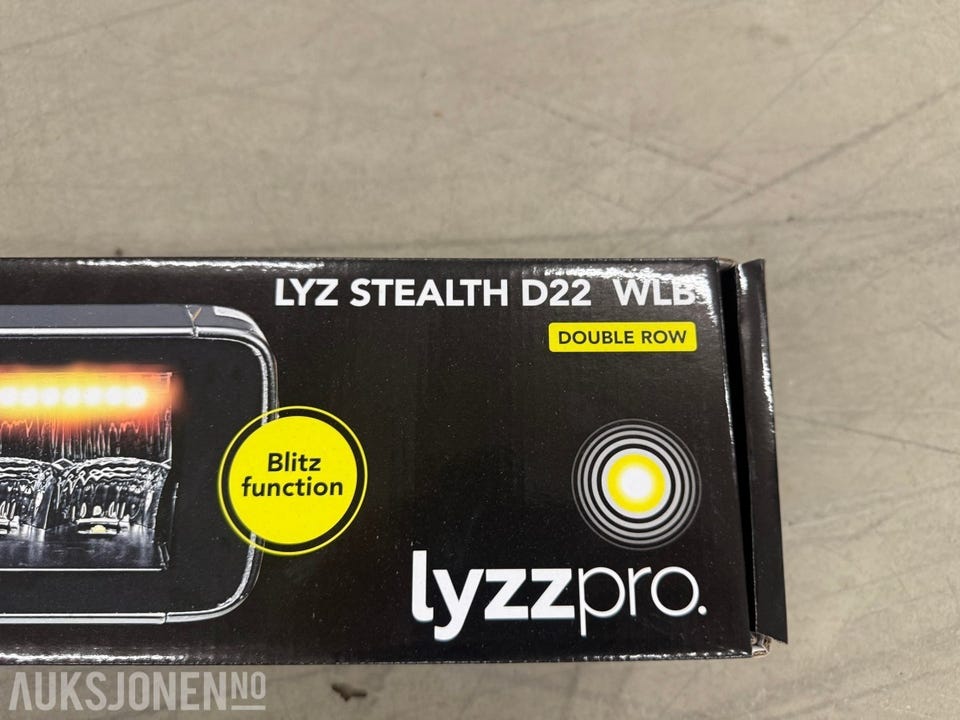 LYZ STEALTH D22 WLB
DOUBLE ROW
Blitz
function
lyzzpro.
AUKSJONEN NO